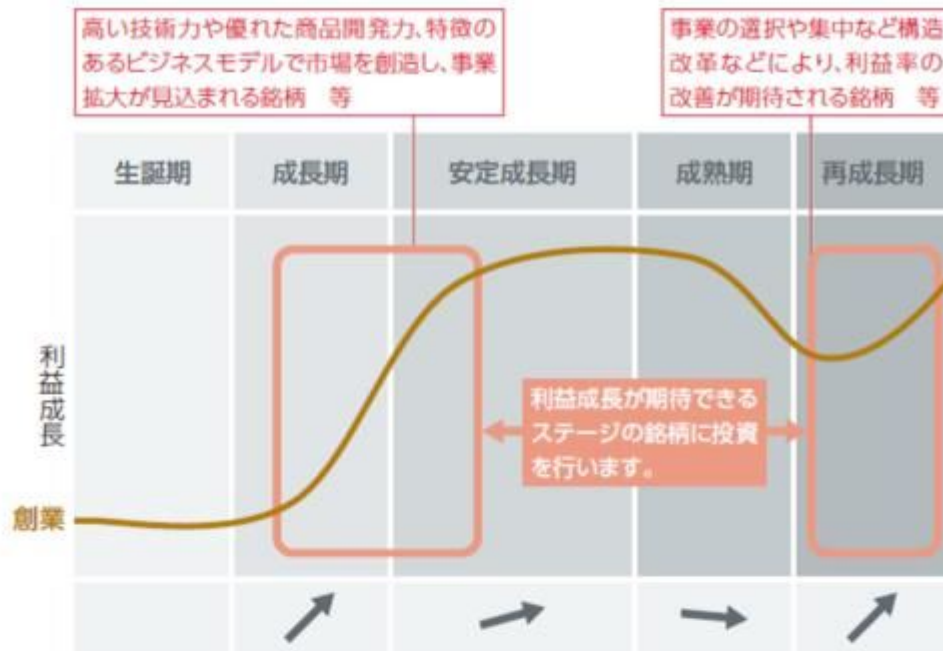 高い技術力や優れた商品開発力、特徴の
あるビジネスモデルで市場を創造し、事業
拡大が見込まれる銘柄　等
事業の選択や集中など構造
改革などにより、利益率の
改善が期待される銘柄　等
生誕期
成長期
安定成長期
成熟期
再成長期
利益成長
利益成長が期待できる
ステージの銘柄に投資
を行います。
創業